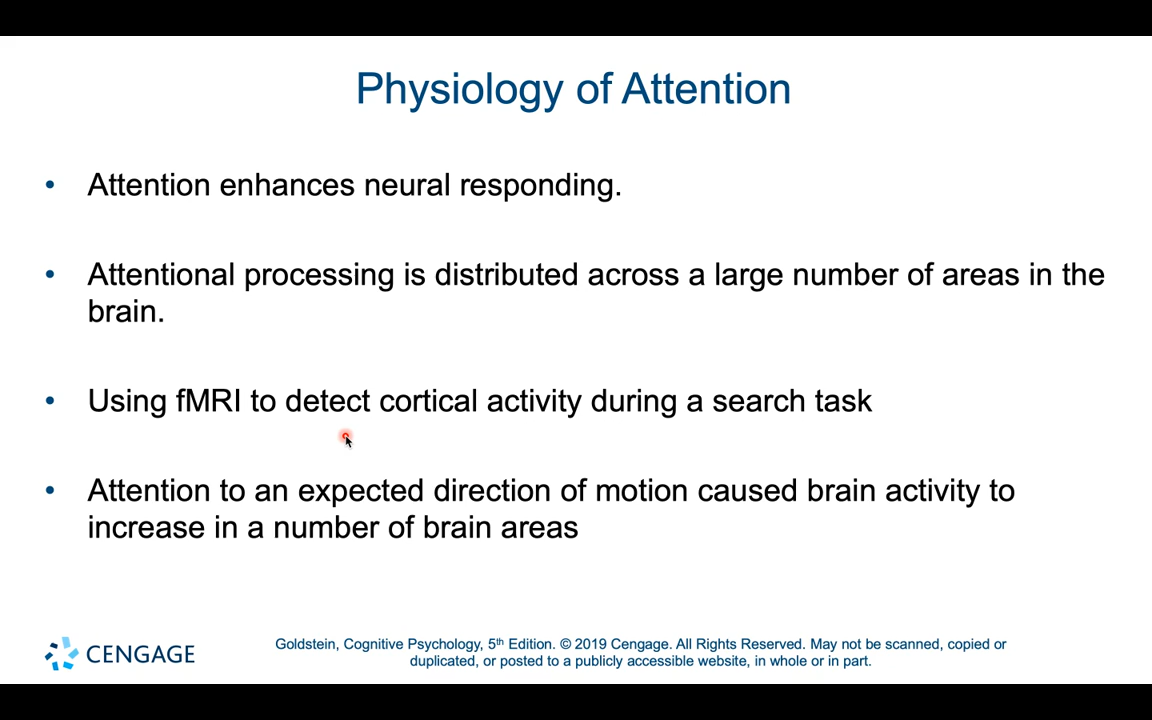 Physiology of Attention
• Attention enhances neural responding.
• Attentional processing is distributed across a large number of areas in the
brain.
• Using fMRI to detect cortical activity during a search task
• Attention to an expected direction of motion caused brain activity to
increase in a number of brain areas
CENGAGE
Goldstein, Cognitive Psychology, 5th Edition. © 2019 Cengage. All Rights Reserved. May not be scanned, copied or
duplicated, or posted to a publicly accessible website, in whole or in part.